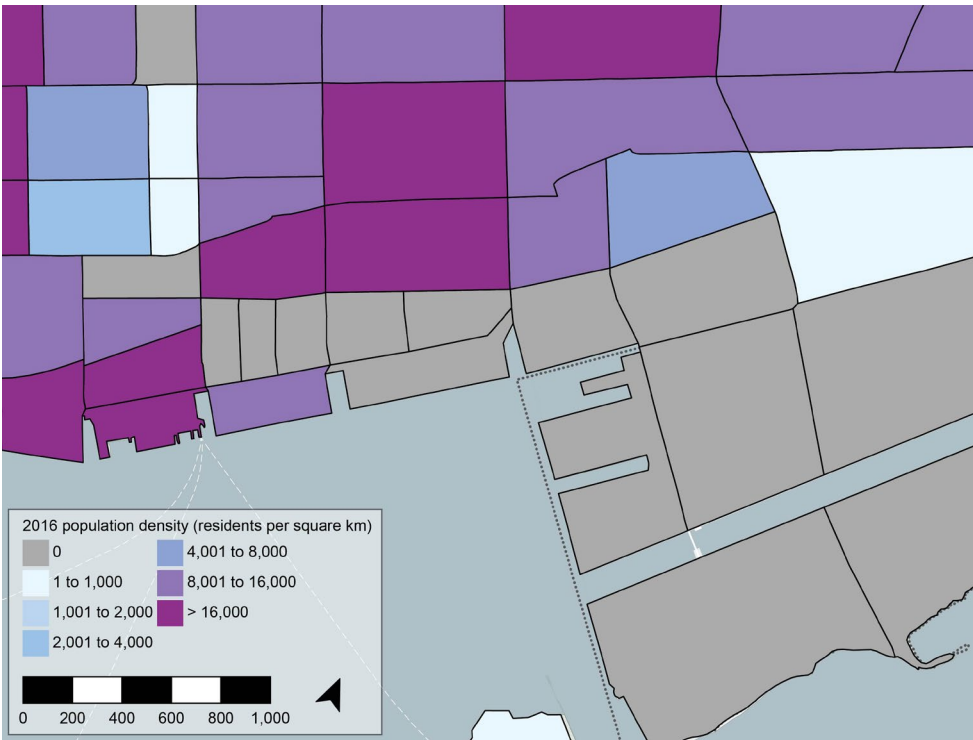 2016 population density (residents per square km)
0
4,001 to 8,000
1 to 1,000
8,001 to 16,000
1,001 to 2,000
> 16,000
2,001 to 4,000
0 200 400 600 800 1,000